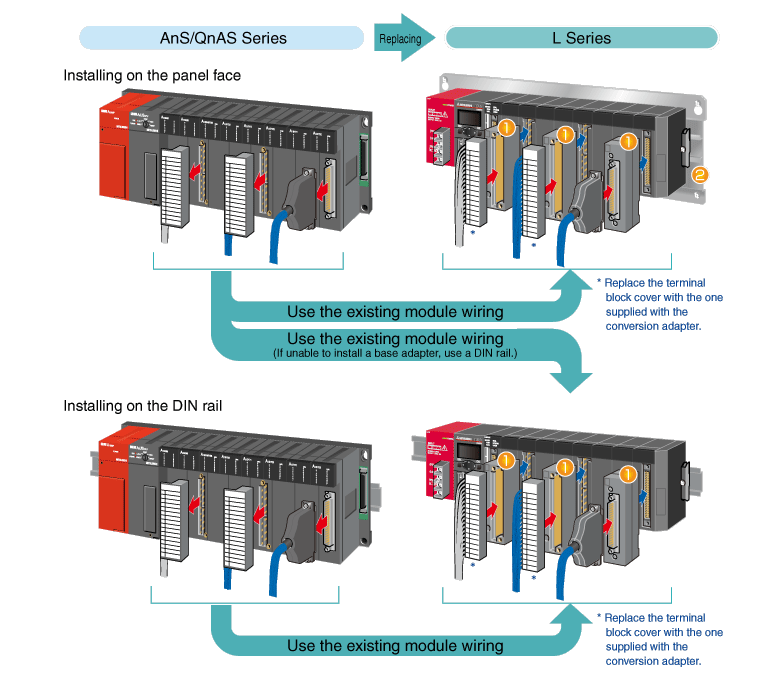 AnS/QnAS Series
Replacing
L Series
Installing on the panel face
1
1
1
2
*
*
* Replace the terminal
block cover with the one
supplied with the
conversion adapter.
Use the existing module wiring
Use the existing module wiring
(If unable to install a base adapter, use a DIN rail.)
Installing on the DIN rail
1
1
1
*
*
* Replace the terminal
block cover with the one
supplied with the
conversion adapter.
Use the existing module wiring